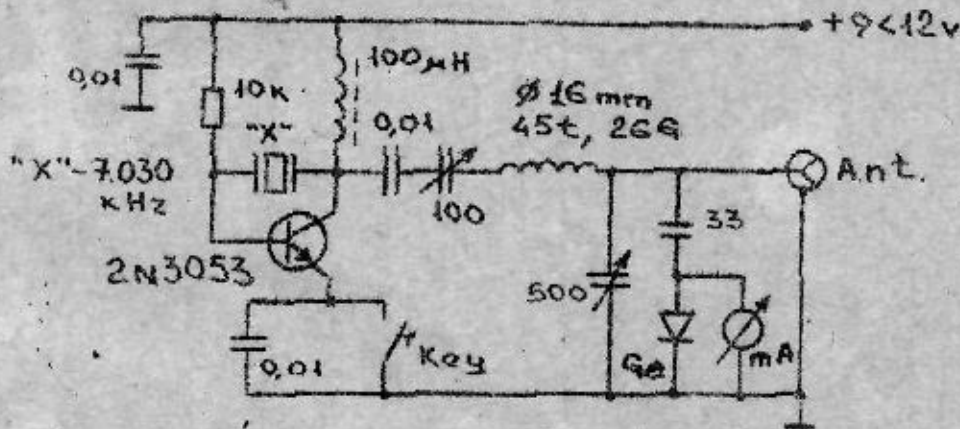 +9<12v
0,01
100μH
10K
ø 16 mm
45t, 26G
"X"
0,01
"X"-7.030
KHz
100
Ant.
33
2N3053
500
0,01
Key
Ge
mA